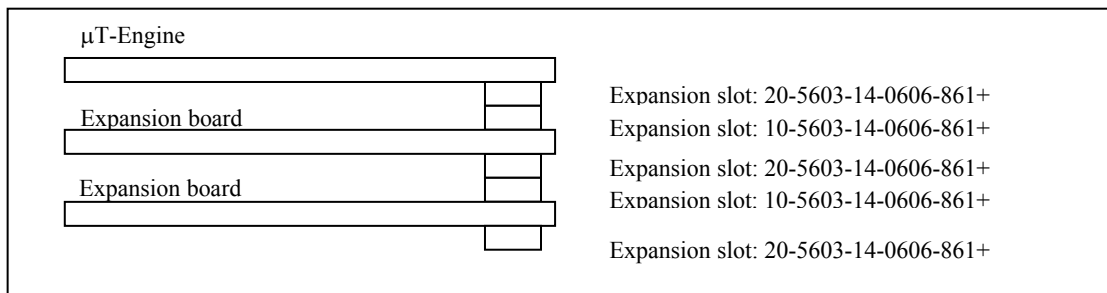 μT-Engine
Expansion slot: 20-5603-14-0606-861+
Expansion board
Expansion slot: 10-5603-14-0606-861+
Expansion slot: 20-5603-14-0606-861+
Expansion board
Expansion slot: 10-5603-14-0606-861+
Expansion slot: 20-5603-14-0606-861+